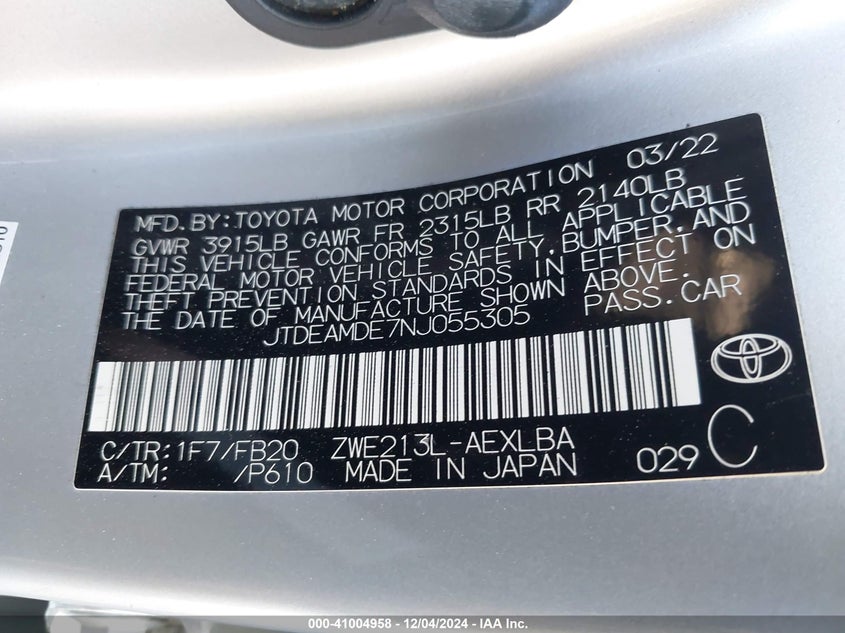 MFD.BY:TOYOTA MOTOR CORPORATION 03/22
GVWR 3915LB GAWR FR 2315LB RR 2140LB
THIS VEHICLE CONFORMS TO ALL APPLICABLE
FEDERAL MOTOR VEHICLE SAFETY,BUMPER,AND
THEFT PREVENTION STANDARDS IN EFFECT ON
THE DATE OF MANUFACTURE SHOWN ABOVE.
JTDEAMDE7NJ055305 PASS.CAR
C/TR:1F7/FB20 ZWE213L-AEXLBA
A/TM: /P610 MADE IN JAPAN 029 C
000-41004958 - 12/04/2024 - IAA Inc.